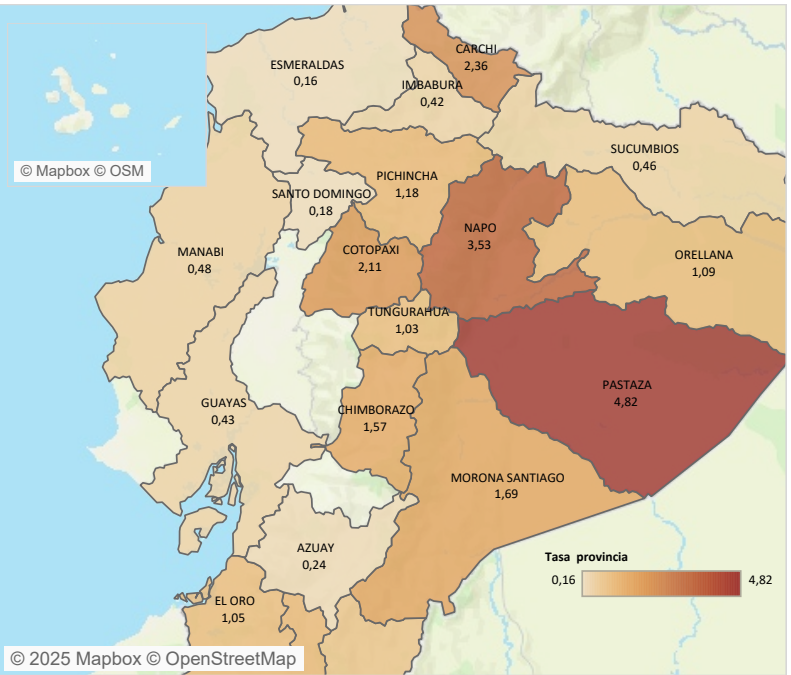 CARCHI
2,36
ESMERALDAS
0,16
IMBABURA
0,42
SUCUMBIOS
0,46
© Mapbox © OSM
PICHINCHA
1,18
SANTO DOMINGO
0,18
NAPO
3,53
MANABI
0,48
COTOPAXI
2,11
ORELLANA
1,09
TUNGURAHUA
1,03
PASTAZA
4,82
GUAYAS
0,43
CHIMBORAZO
1,57
MORONA SANTIAGO
1,69
AZUAY
0,24
Tasa provincia
0,16 4,82
EL ORO
1,05
© 2025 Mapbox © OpenStreetMap